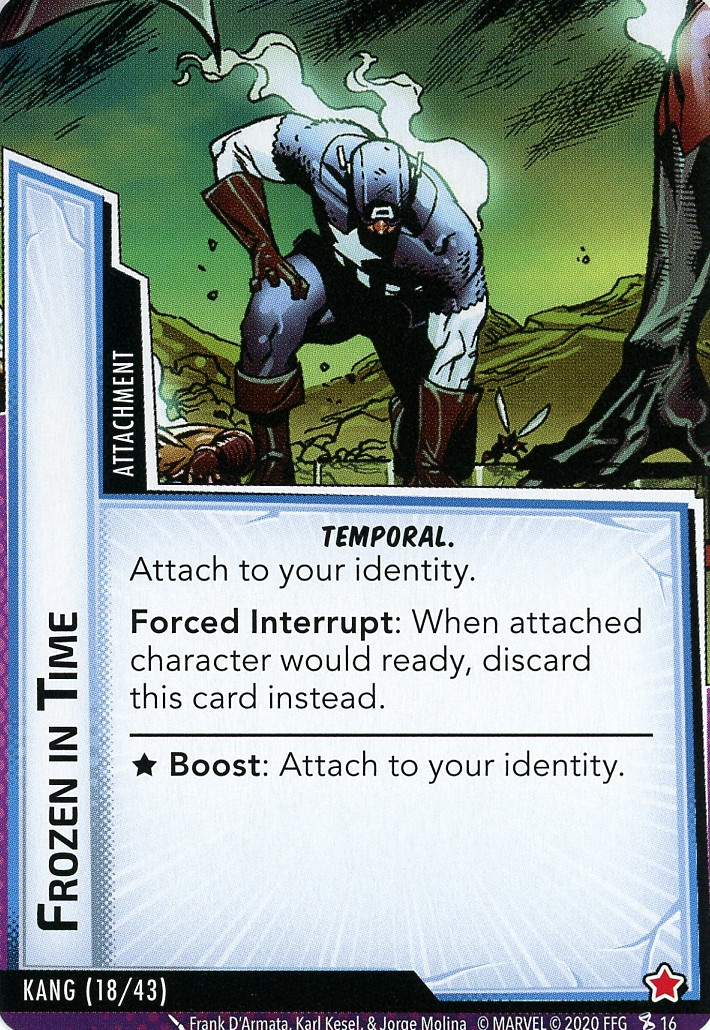 ATTACHMENT
FROZEN IN TIME
TEMPORAL.
Attach to your identity.
Forced Interrupt: When attached
character would ready, discard
this card instead.
★ Boost: Attach to your identity.
KANG (18/43)
Frank D'Armata, Karl Kesel, & Jorge Molina © MARVEL © 2020 FFG 16